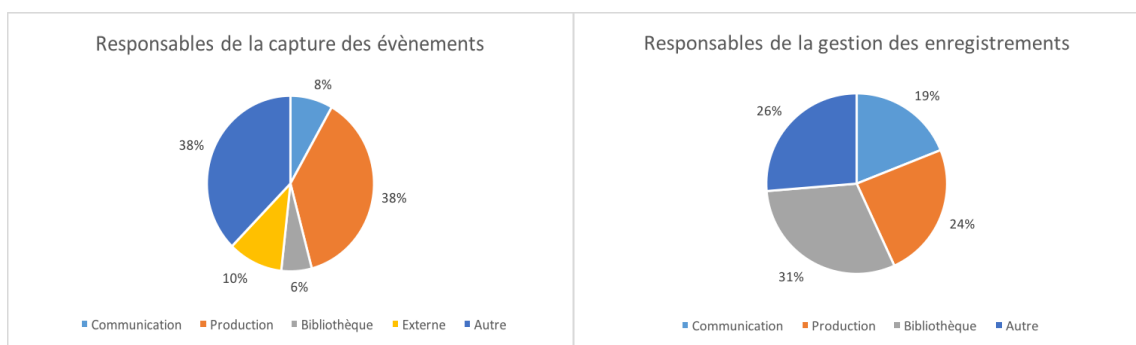 Responsables de la capture des évènements
8%
38%
6%
10%
38%
Communication Production Bibliothèque Externe Autre
Responsables de la gestion des enregistrements
19%
24%
31%
26%
Communication Production Bibliothèque Autre